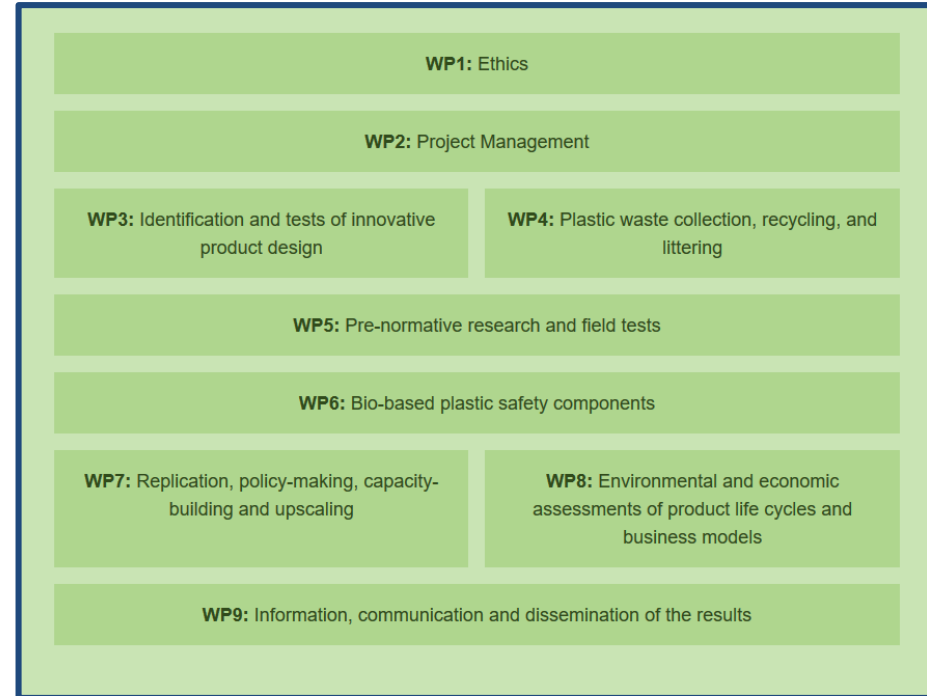 WP1: Ethics
WP2: Project Management
WP3: Identification and tests of innovative
product design
WP4: Plastic waste collection, recycling, and
littering
WP5: Pre-normative research and field tests
WP6: Bio-based plastic safety components
WP7: Replication, policy-making, capacity-
building and upscaling
WP8: Environmental and economic
assessments of product life cycles and
business models
WP9: Information, communication and dissemination of the results